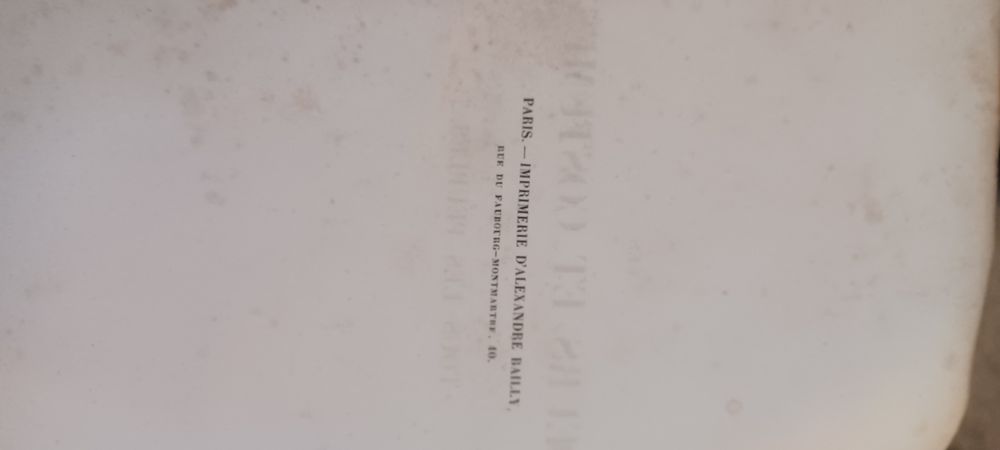 PARIS. — IMPRIMERIE D'ALEXANDRE BAILLY,
RUE DU FAUBOURG-MONTMARTRE, 10.